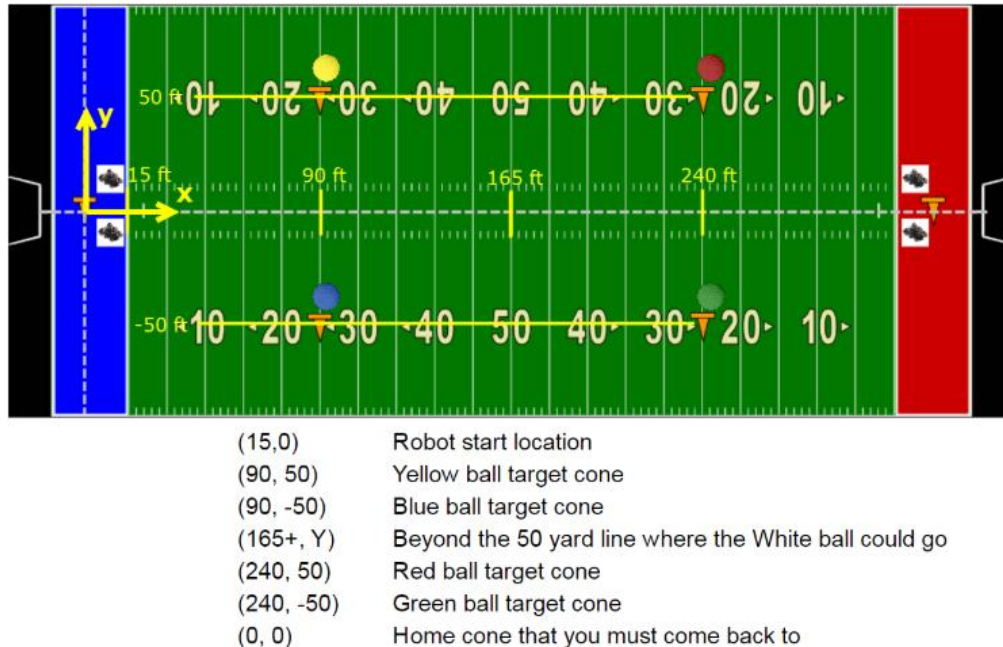 50 ft 10 20 30 40 50 40 30 20 10
y
15 ft 90 ft 165 ft 240 ft
x
-50 ft 10 20 30 40 50 40 30 20 10
(15,0) Robot start location
(90, 50) Yellow ball target cone
(90, -50) Blue ball target cone
(165+, Y) Beyond the 50 yard line where the White ball could go
(240, 50) Red ball target cone
(240, -50) Green ball target cone
(0, 0) Home cone that you must come back to